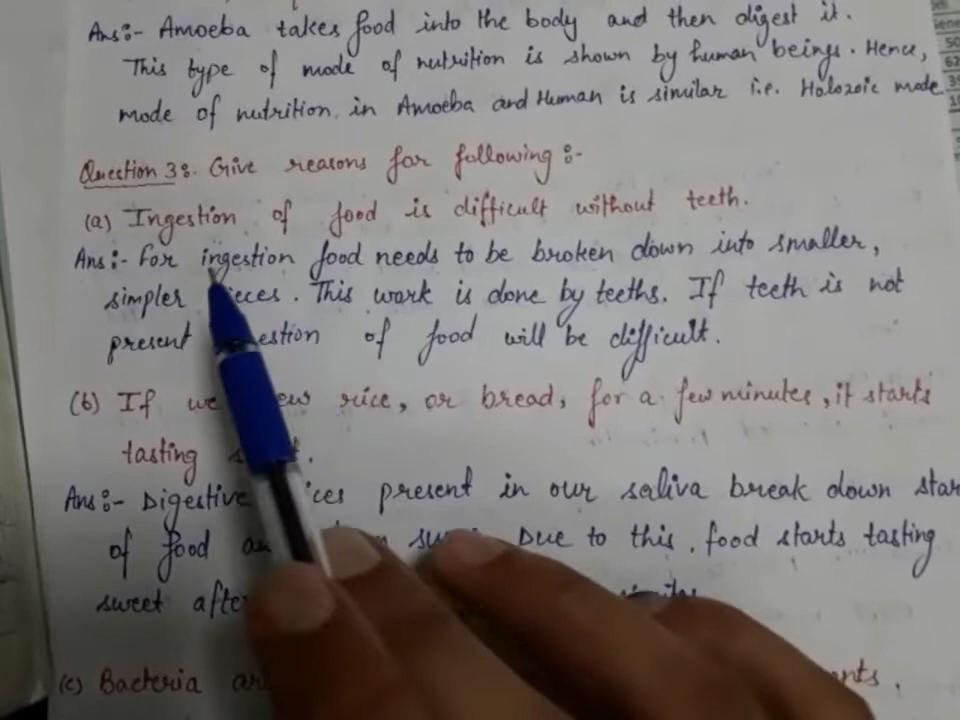 Ans:- Amoeba takes food into the body and then digest it.
This type of mode of nutrition is shown by human beings. Hence,
mode of nutrition in Amoeba and Human is similar i.e. Holozoic mode
Question 3:- Give reasons for following:-
(a) Ingestion of food is difficult without teeth.
Ans:- For ingestion food needs to be broken down into smaller,
simpler . This work is done by teeths. If teeth is not
present of food will be difficult.
(b) If we rice, or bread, for a few minutes, it starts
tasting .
Ans:- Digestive present in our saliva break down
of food . Due to this, food starts tasting
sweet
(c) Bacteria